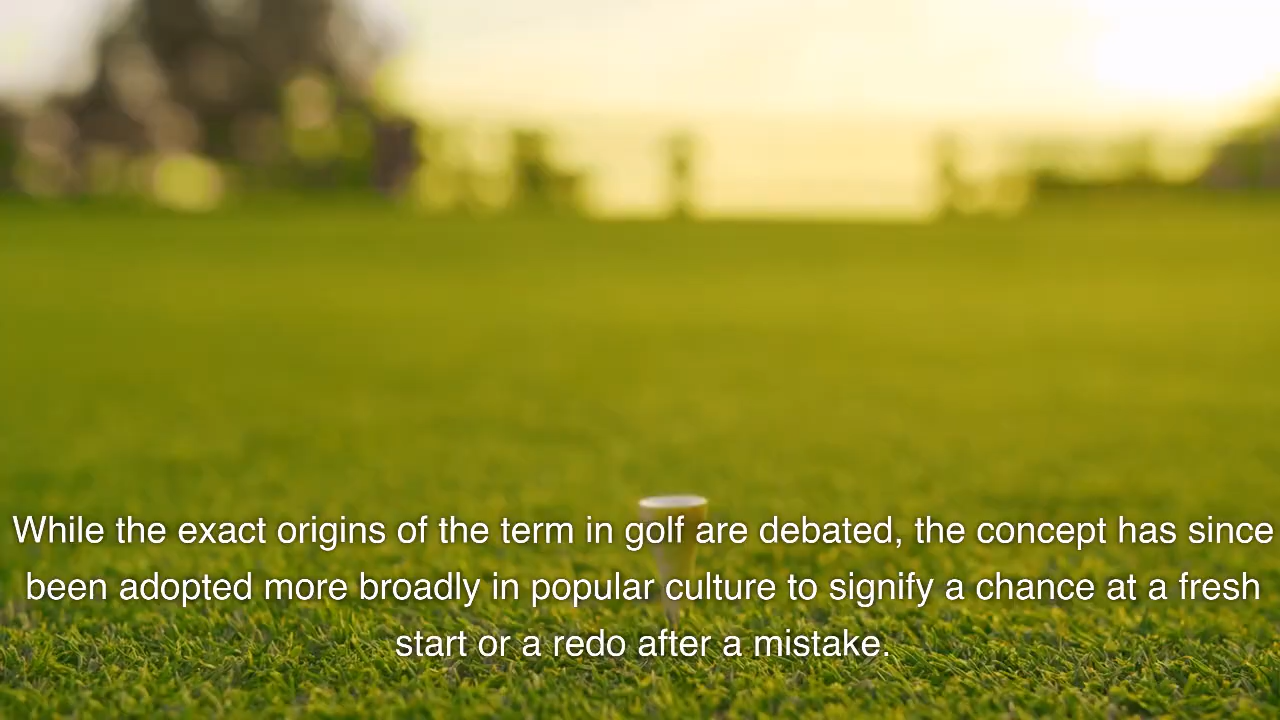 While the exact origins of the term in golf are debated, the concept has since
been adopted more broadly in popular culture to signify a chance at a fresh
start or a redo after a mistake.